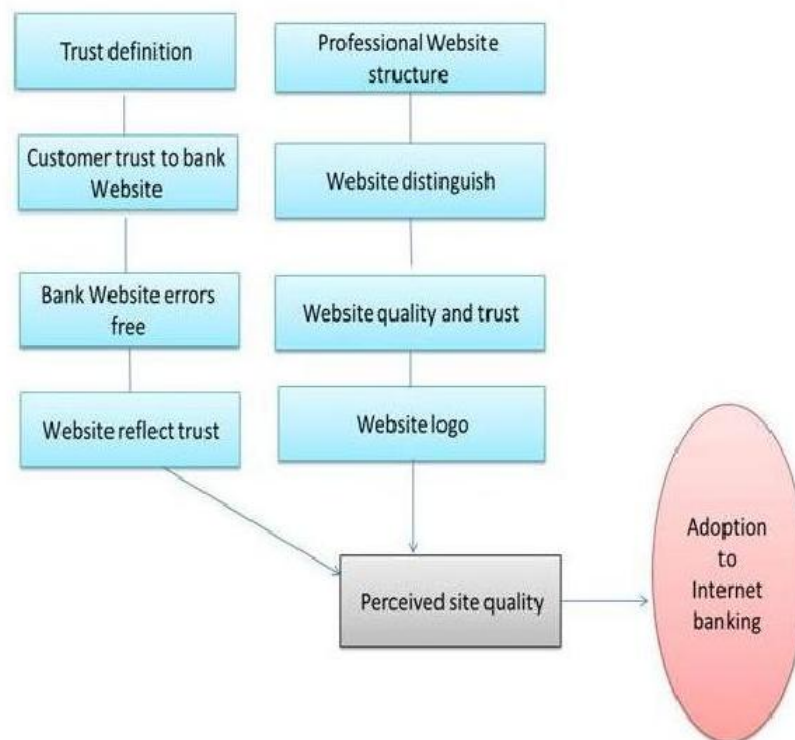 Trust definition
Professional Website
structure
Customer trust to bank
Website
Website distinguish
Bank Website errors
free
Website quality and trust
Website reflect trust
Website logo
Perceived site quality
Adoption
to
Internet
banking